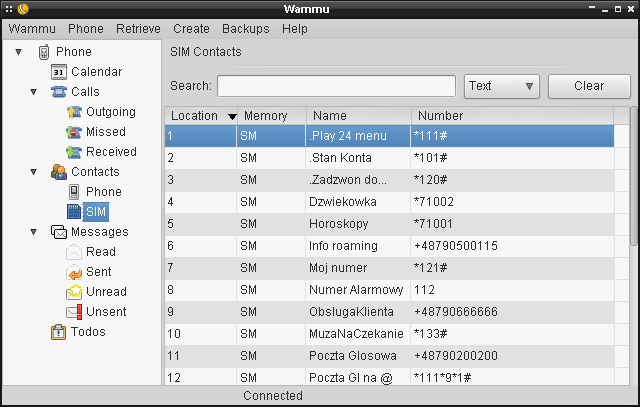 Wammu
Wammu Phone Retrieve Create Backups Help
Phone
31 Calendar
Calls
Outgoing
Missed
Received
Contacts
Phone
SIM
Messages
Read
Sent
Unread
Unsent
Todos
SIM Contacts
Search: Text Clear
Location Memory Name Number
1 SM .Play 24 menu *111#
2 SM .Stan Konta *101#
3 SM .Zadzwon do... *120#
4 SM Dzwiekowka *71002
5 SM Horoskopy *71001
6 SM Info roaming +48790500115
7 SM Moj numer *121#
8 SM Numer Alarmowy 112
9 SM ObslugaKlienta +48790666666
10 SM MuzaNaCzekanie *133#
11 SM Poczta Glosowa +48790200200
12 SM Poczta Gl na @ *111*9*1#
Connected